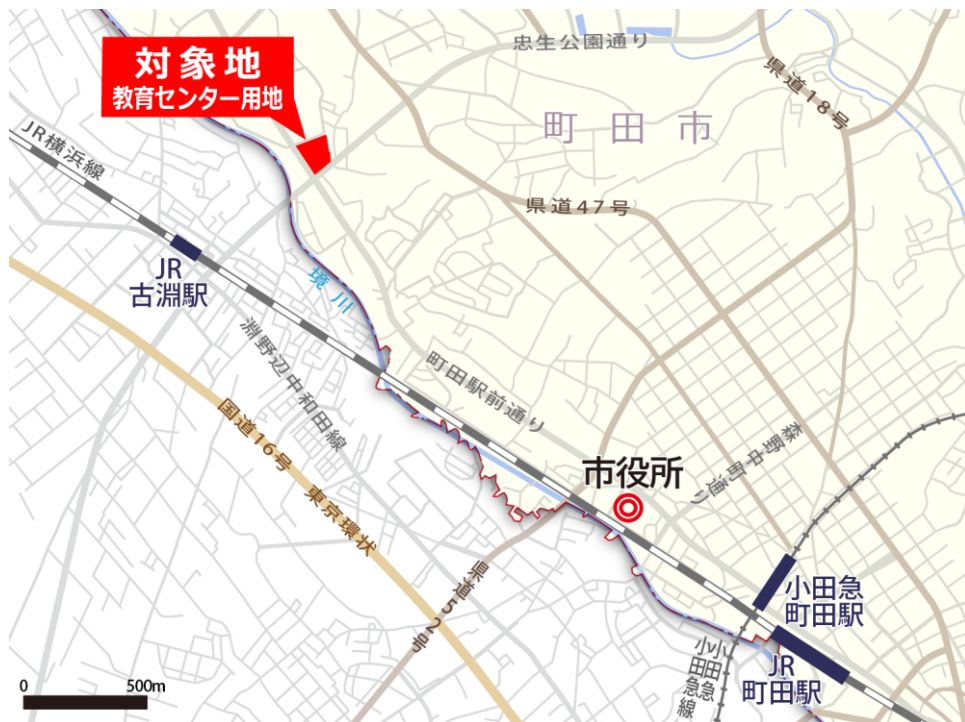 忠生公園通り
対象地
教育センター用地
県道18号
町田市
JR横浜線
県道47号
JR
古淵駅
境川
淵野辺中和田線
町田駅前通り
国道16号 東京環状
森野中町通り
市役所
県道52号
小田急
町田駅
小田急線
小田急
JR
町田駅
0 500m